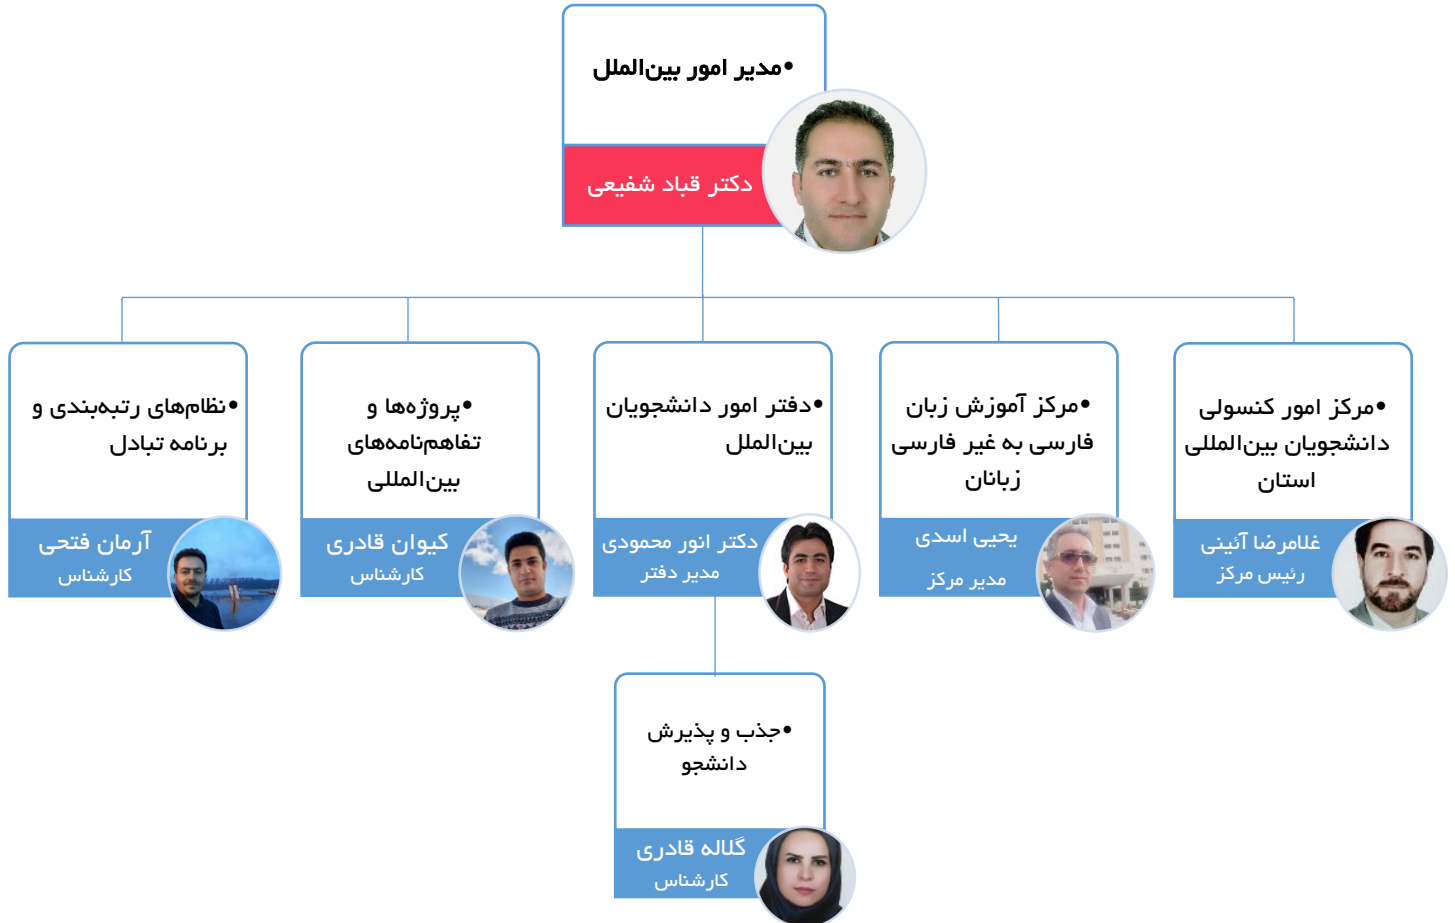 •مدیر امور بین‌الملل
دکتر قباد شفیعی
•مرکز امور کنسولی
دانشجویان بین‌المللی
استان
غلامرضا آئینی
رئیس مرکز
•مرکز آموزش زبان
فارسی به غیر فارسی
زبانان
یحیی اسدی
مدیر مرکز
•دفتر امور دانشجویان
بین‌الملل
دکتر انور محمودی
مدیر دفتر
•پروژه‌ها و
تفاهم‌نامه‌های
بین‌المللی
کیوان قادری
کارشناس
•نظام‌های رتبه‌بندی و
برنامه تبادل
آرمان فتحی
کارشناس
•جذب و پذیرش
دانشجو
گلاله قادری
کارشناس